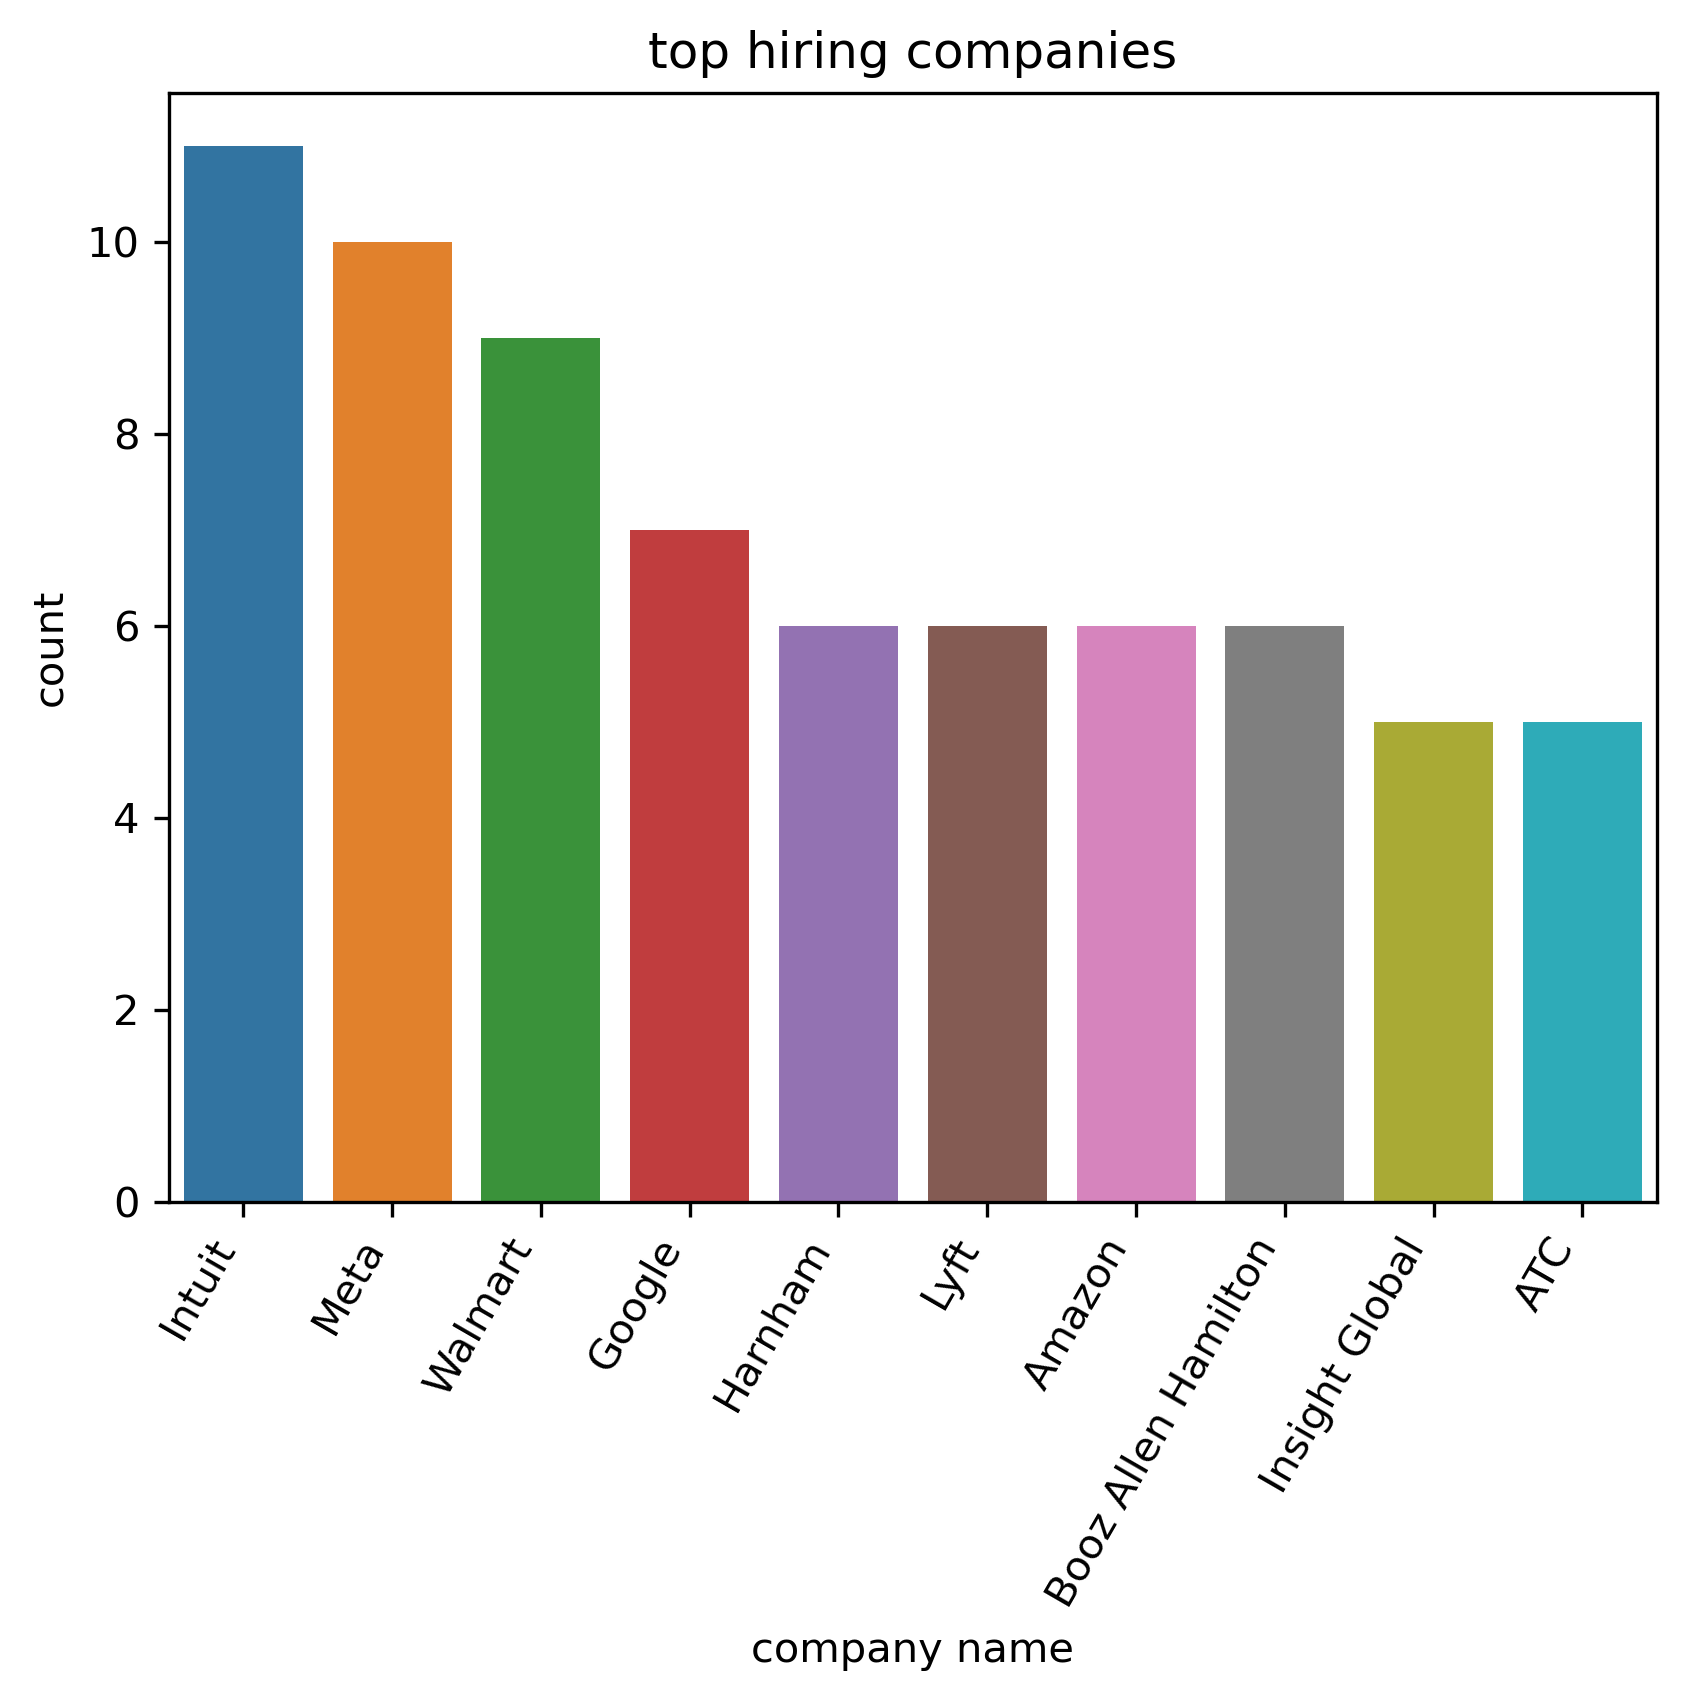 top hiring companies
count
10
8
6
4
2
0
Intuit
Meta
Walmart
Google
Harnham
Lyft
Amazon
Booz Allen Hamilton
Insight Global
ATC
company name